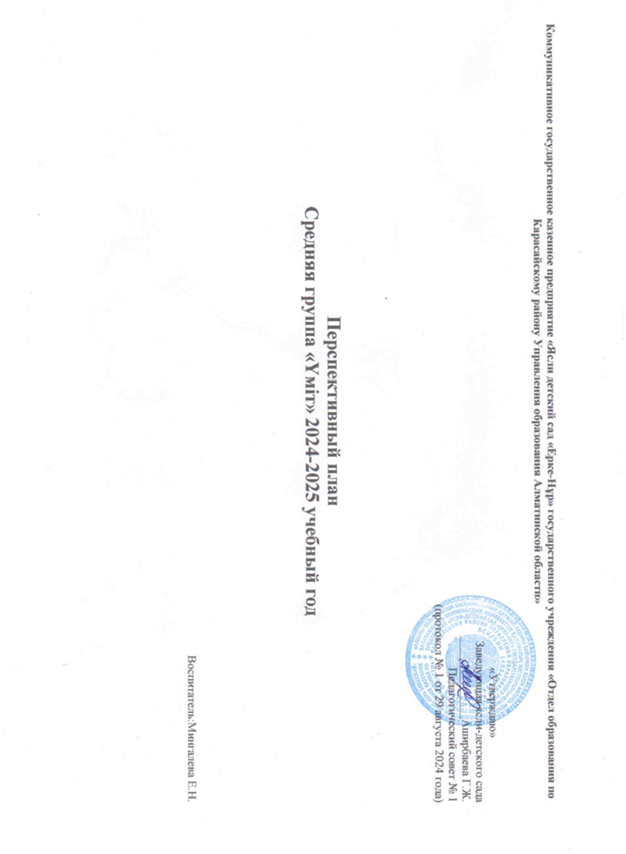 Коммуникативное государственное казенное предприятие «Ясли детский сад «Ерке-Нұр» государственного учреждения «Отдел образования по
Карасайскому району Управления образования Алматинской области»
«Утверждаю»
Заведующая ясли-детского сада
Аширбаева Г.Ж.
Педагогический совет № 1
(протокол № 1 от 29 августа 2024 года)
Перспективный план
Средняя группа «Үміт» 2024-2025 учебный год
Воспитатель:Мингалева Е.Н.